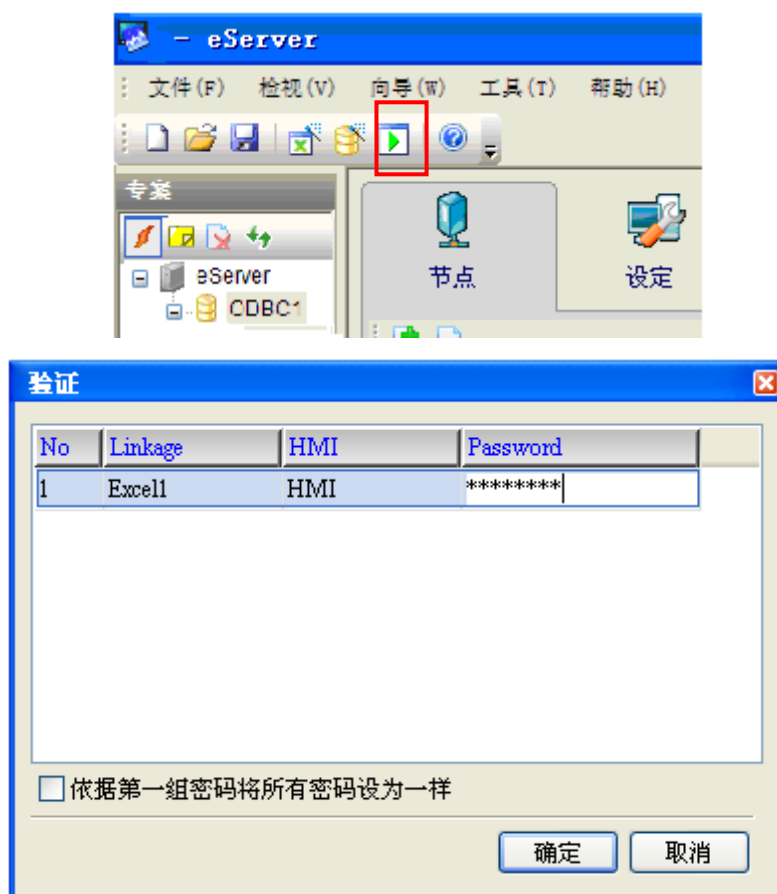 - eServer
文件(F) 检视(V) 向导(W) 工具(T) 帮助(H)
专案
eServer
CDBC1
节点 设定
验证
No Linkage HMI Password
1 Excel1 HMI ********
依据第一组密码将所有密码设为一样
确定 取消